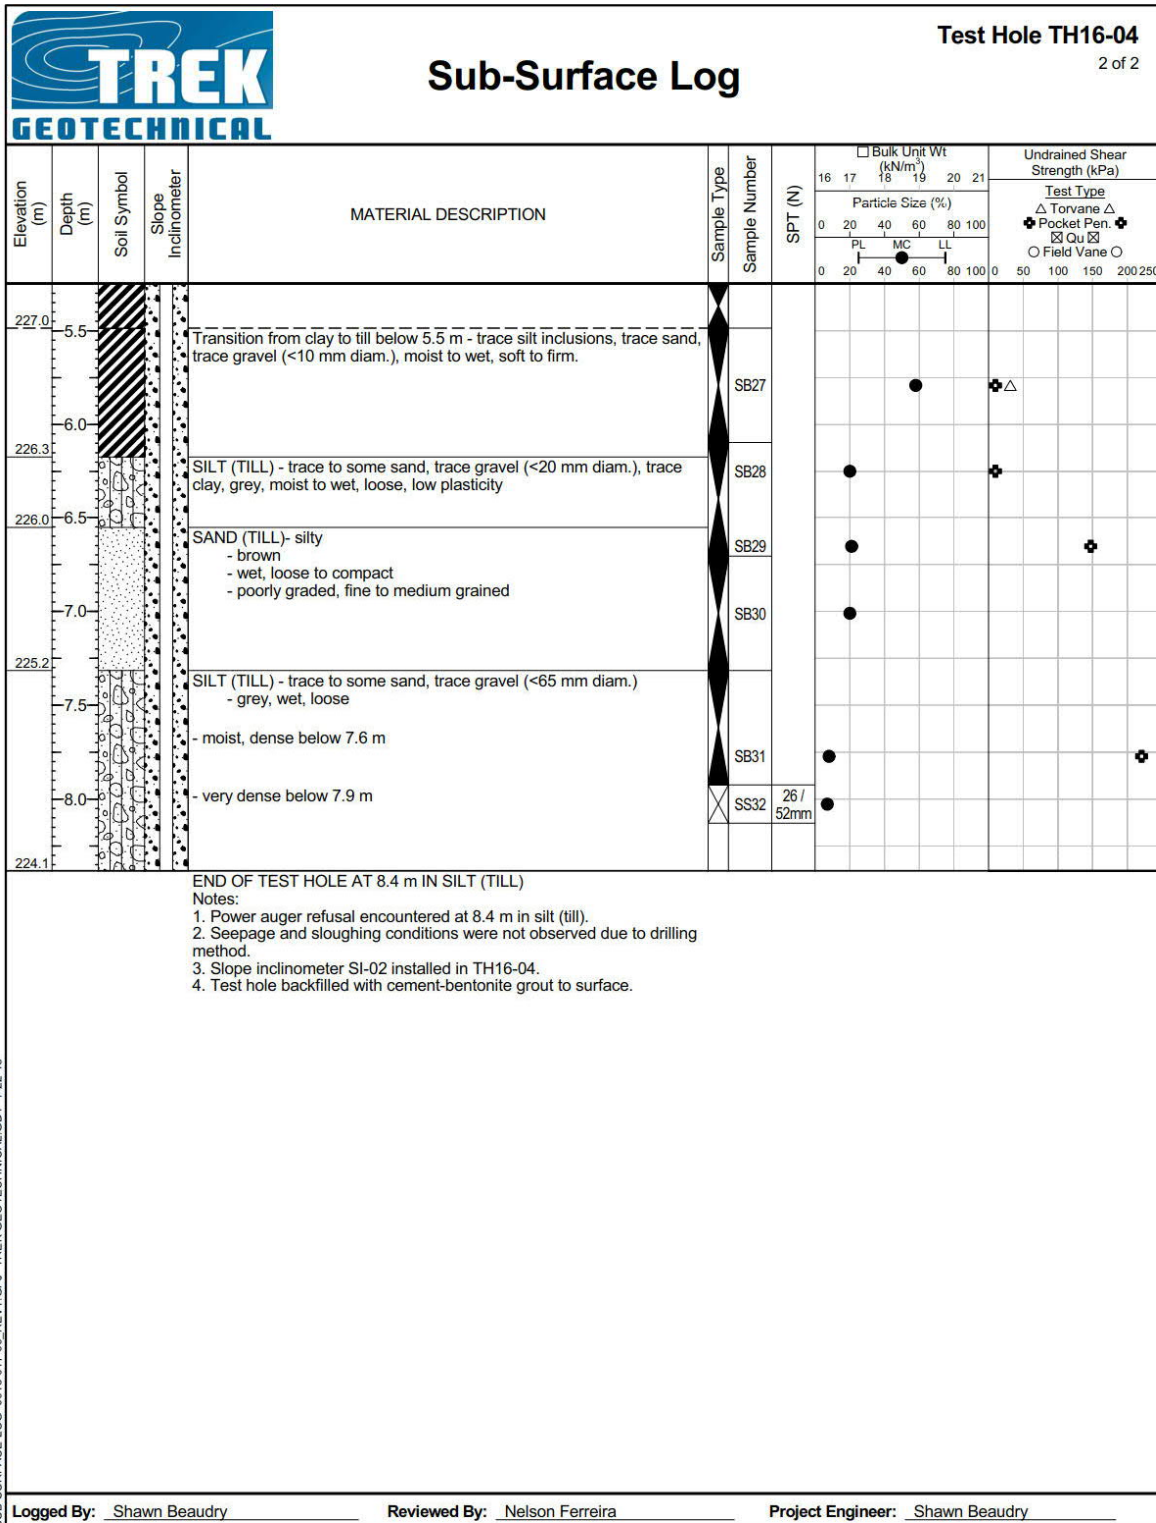 TREK
GEOTECHNICAL
Sub-Surface Log
Test Hole TH16-04
2 of 2
Elevation (m)
Depth (m)
Soil Symbol
Slope Inclinometer
MATERIAL DESCRIPTION
Sample Type
Sample Number
SPT (N)
□ Bulk Unit Wt
(kN/m³)
16 17 18 19 20 21
Particle Size (%)
0 20 40 60 80 100
PL MC LL
0 20 40 60 80 100
Undrained Shear
Strength (kPa)
Test Type
△ Torvane △
✚ Pocket Pen. ✚
☒ Qu ☒
○ Field Vane ○
0 50 100 150 200 250
227.0
5.5
Transition from clay to till below 5.5 m - trace silt inclusions, trace sand,
trace gravel (<10 mm diam.), moist to wet, soft to firm.
SB27
6.0
226.3
SILT (TILL) - trace to some sand, trace gravel (<20 mm diam.), trace
clay, grey, moist to wet, loose, low plasticity
SB28
226.0
6.5
SAND (TILL)- silty
- brown
- wet, loose to compact
- poorly graded, fine to medium grained
SB29
7.0
SB30
225.2
SILT (TILL) - trace to some sand, trace gravel (<65 mm diam.)
- grey, wet, loose
7.5
- moist, dense below 7.6 m
SB31
8.0
- very dense below 7.9 m
SS32
26 /
52mm
224.1
END OF TEST HOLE AT 8.4 m IN SILT (TILL)
Notes:
1. Power auger refusal encountered at 8.4 m in silt (till).
2. Seepage and sloughing conditions were not observed due to drilling
method.
3. Slope inclinometer SI-02 installed in TH16-04.
4. Test hole backfilled with cement-bentonite grout to surface.
Logged By: Shawn Beaudry
Reviewed By: Nelson Ferreira
Project Engineer: Shawn Beaudry